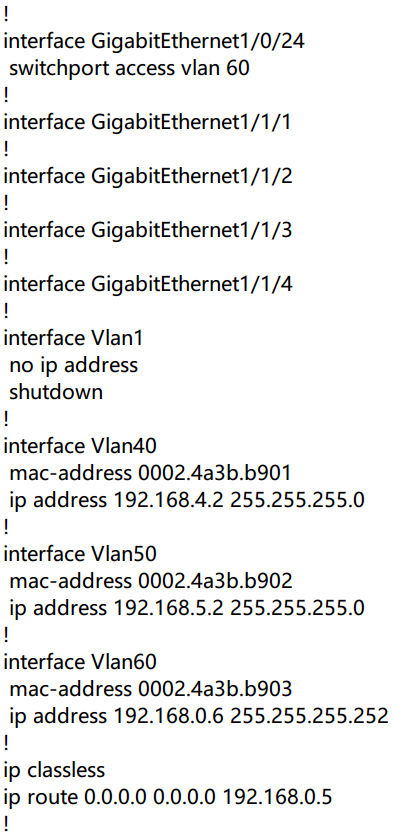 !
interface GigabitEthernet1/0/24
 switchport access vlan 60
!
interface GigabitEthernet1/1/1
!
interface GigabitEthernet1/1/2
!
interface GigabitEthernet1/1/3
!
interface GigabitEthernet1/1/4
!
interface Vlan1
 no ip address
 shutdown
!
interface Vlan40
 mac-address 0002.4a3b.b901
 ip address 192.168.4.2 255.255.255.0
!
interface Vlan50
 mac-address 0002.4a3b.b902
 ip address 192.168.5.2 255.255.255.0
!
interface Vlan60
 mac-address 0002.4a3b.b903
 ip address 192.168.0.6 255.255.255.252
!
ip classless
ip route 0.0.0.0 0.0.0.0 192.168.0.5
!